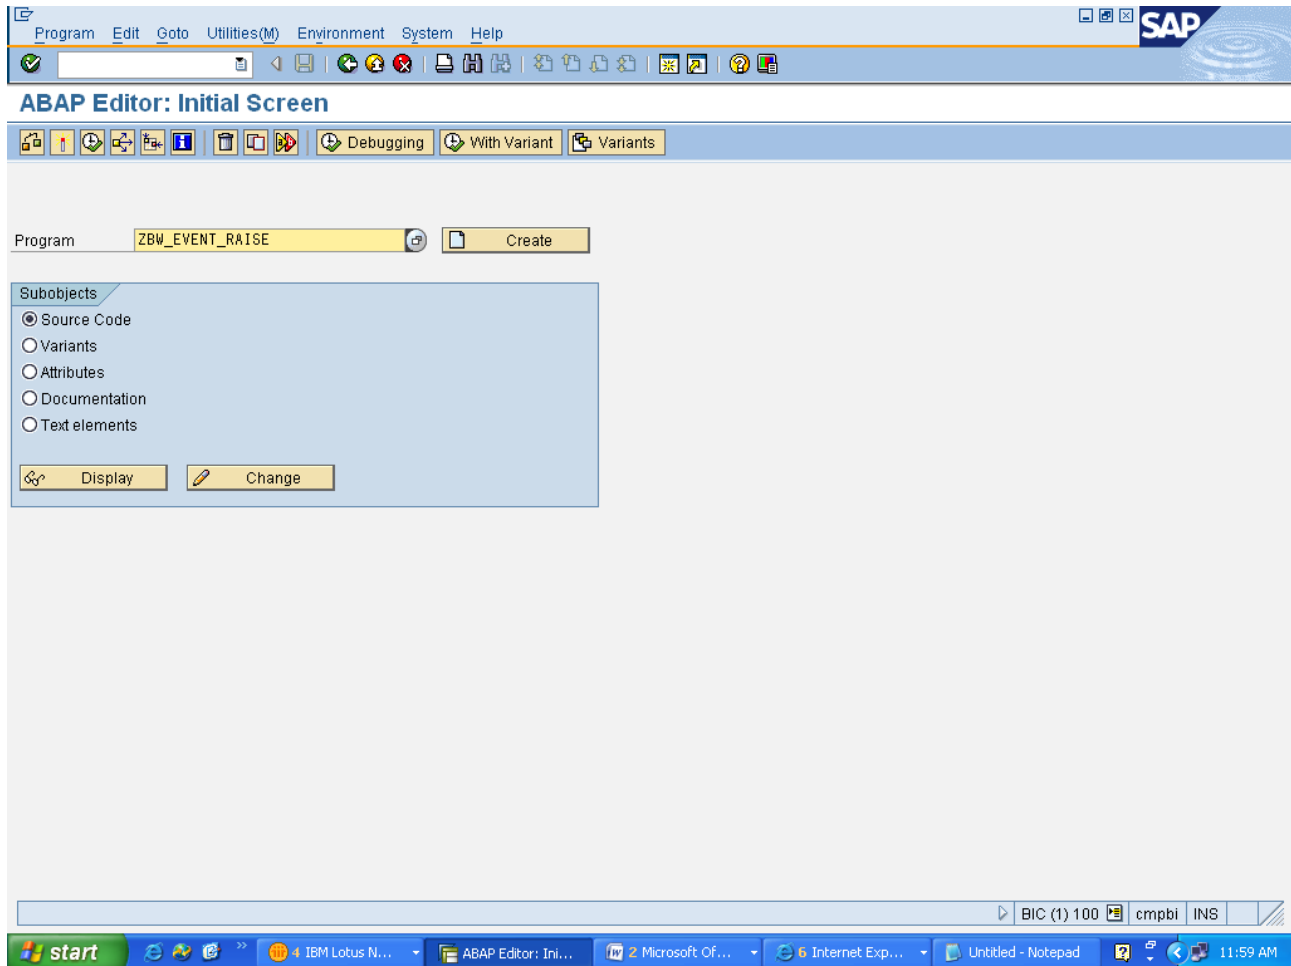 Program Edit Goto Utilities(M) Environment System Help
SAP
ABAP Editor: Initial Screen
Debugging With Variant Variants
Program ZBW_EVENT_RAISE Create
Subobjects
Source Code
Variants
Attributes
Documentation
Text elements
Display Change
BIC (1) 100 cmpbi INS
start 4 IBM Lotus N... ABAP Editor: Ini... 2 Microsoft Of... 6 Internet Exp... Untitled - Notepad 11:59 AM